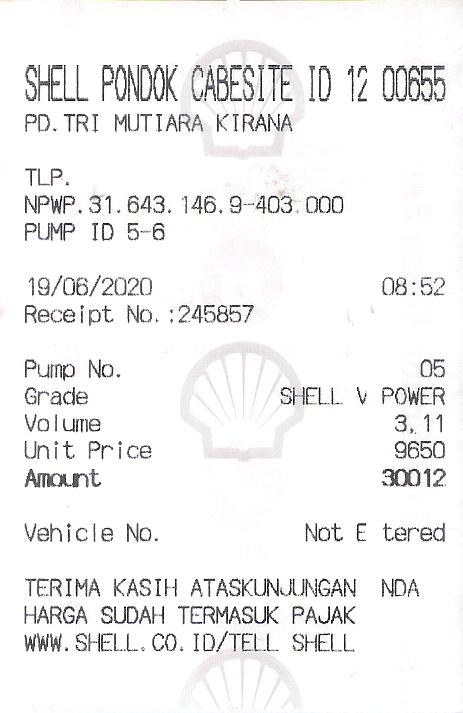 SHELL PONDOK CABESITE ID 12 00655
PD.TRI MUTIARA KIRANA
TLP.
NPWP.31.643.146.9-403.000
PUMP ID 5-6
19/06/2020 08:52
Receipt No.:245857
Pump No. 05
Grade SHELL V POWER
Volume 3.11
Unit Price 9650
Amount 30012
Vehicle No. Not E tered
TERIMA KASIH ATASKUNJUNGAN NDA
HARGA SUDAH TERMASUK PAJAK
WWW.SHELL.CO.ID/TELL SHELL